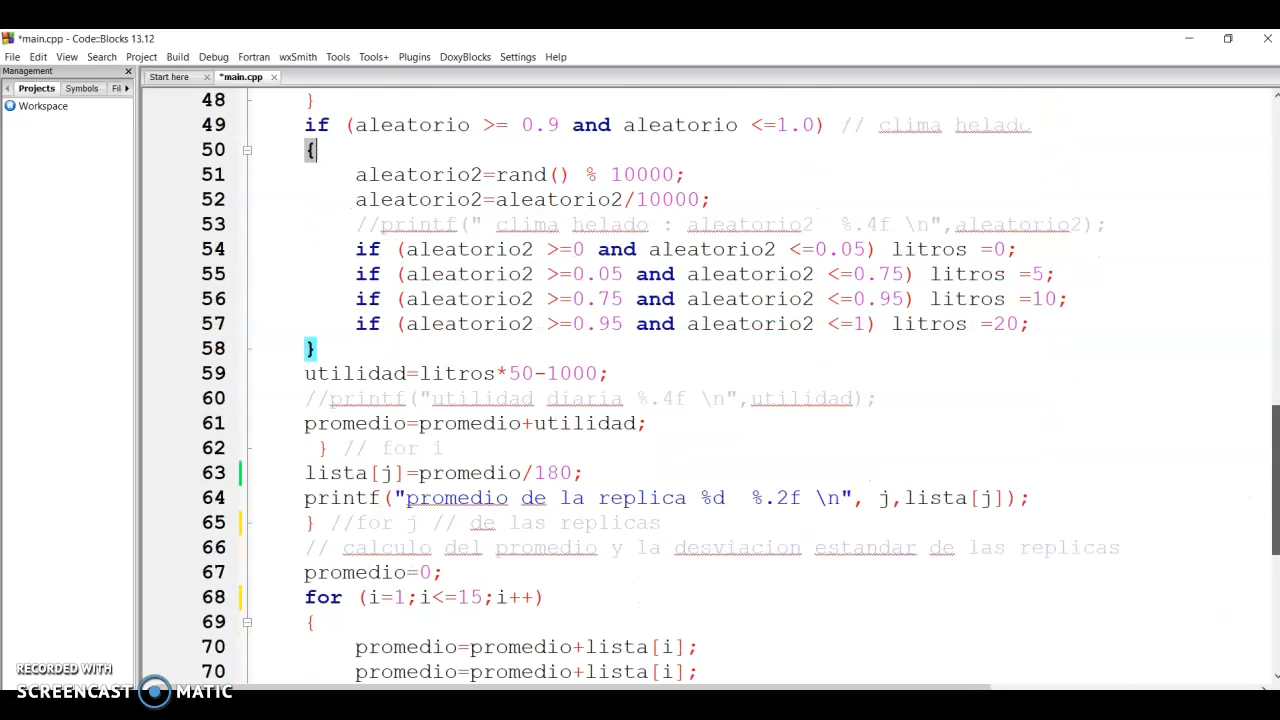 *main.cpp - Code::Blocks 13.12
File Edit View Search Project Build Debug Fortran wxSmith Tools Tools+ Plugins DoxyBlocks Settings Help
Management
Start here *main.cpp
Projects Symbols Fil
Workspace
48 }
49 if (aleatorio >= 0.9 and aleatorio <=1.0) // clima helado
50 {
51 aleatorio2=rand() % 10000;
52 aleatorio2=aleatorio2/10000;
53 //printf(" clima helado : aleatorio2 %.4f \n",aleatorio2);
54 if (aleatorio2 >=0 and aleatorio2 <=0.05) litros =0;
55 if (aleatorio2 >=0.05 and aleatorio2 <=0.75) litros =5;
56 if (aleatorio2 >=0.75 and aleatorio2 <=0.95) litros =10;
57 if (aleatorio2 >=0.95 and aleatorio2 <=1) litros =20;
58 }
59 utilidad=litros*50-1000;
60 //printf("utilidad diaria %.4f \n",utilidad);
61 promedio=promedio+utilidad;
62 } // for i
63 lista[j]=promedio/180;
64 printf("promedio de la replica %d %.2f \n", j,lista[j]);
65 } //for j // de las replicas
66 // calculo del promedio y la desviacion estandar de las replicas
67 promedio=0;
68 for (i=1;i<=15;i++)
69 {
70 promedio=promedio+lista[i];
70 promedio=promedio+lista[i];
RECORDED WITH
SCREENCAST MATIC